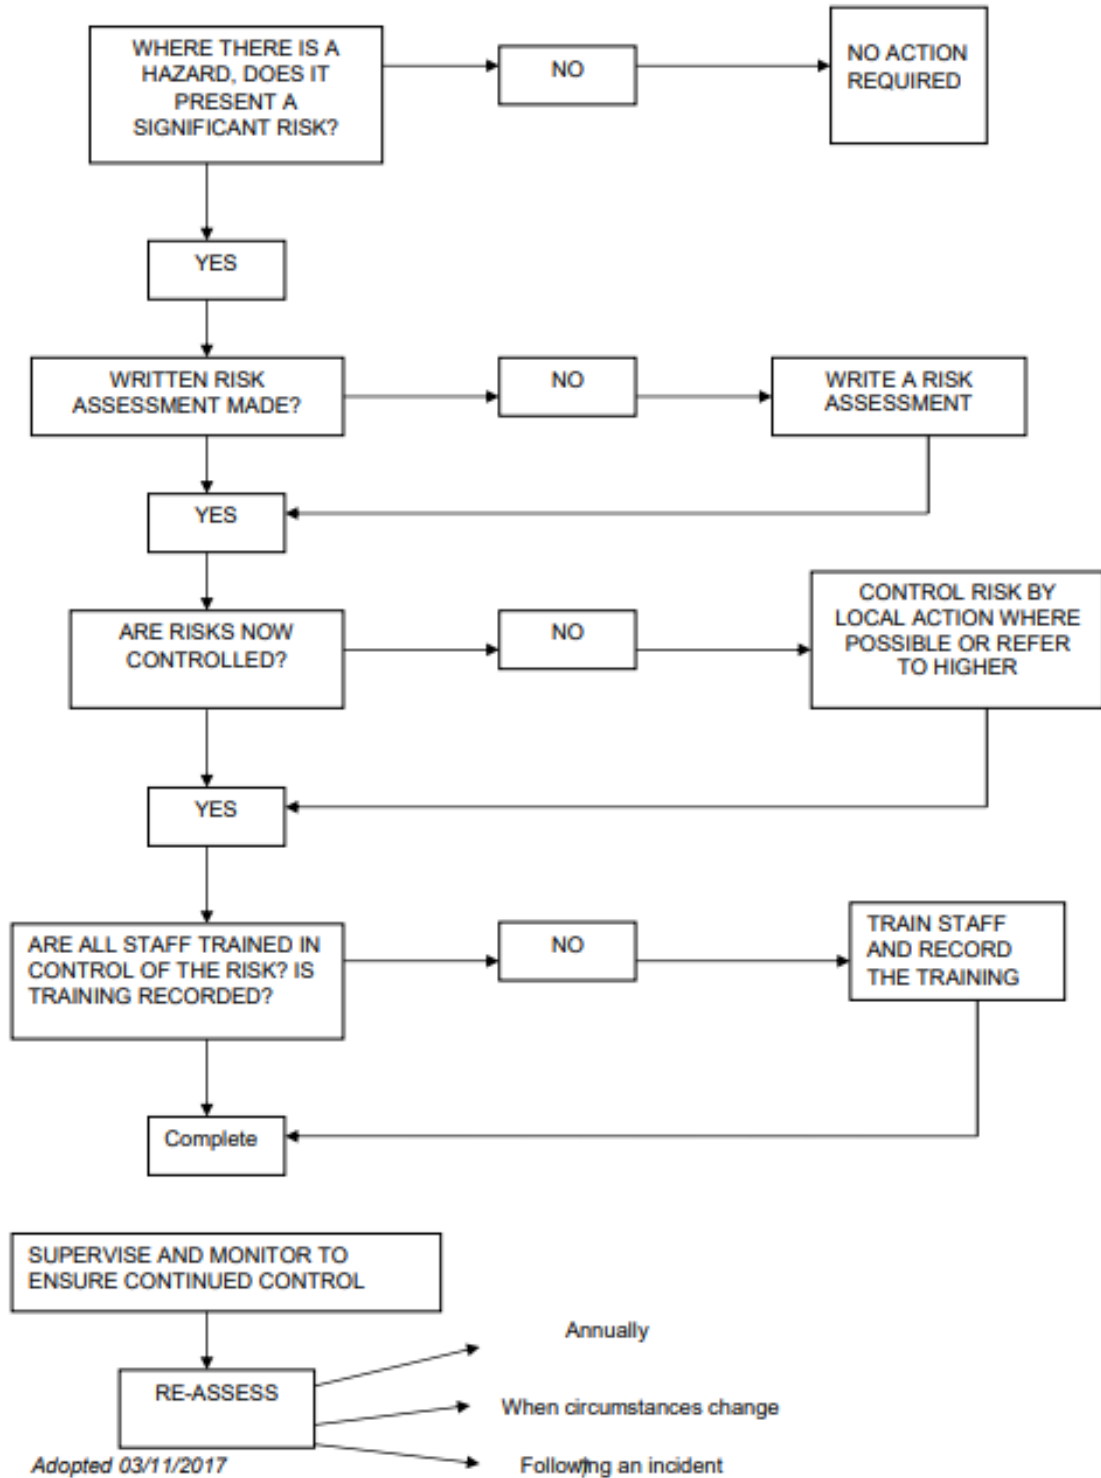 WHERE THERE IS A
HAZARD, DOES IT
PRESENT A
SIGNIFICANT RISK?
NO
NO ACTION
REQUIRED
YES
WRITTEN RISK
ASSESSMENT MADE?
NO
WRITE A RISK
ASSESSMENT
YES
ARE RISKS NOW
CONTROLLED?
NO
CONTROL RISK BY
LOCAL ACTION WHERE
POSSIBLE OR REFER
TO HIGHER
YES
ARE ALL STAFF TRAINED IN
CONTROL OF THE RISK? IS
TRAINING RECORDED?
NO
TRAIN STAFF
AND RECORD
THE TRAINING
Complete
SUPERVISE AND MONITOR TO
ENSURE CONTINUED CONTROL
RE-ASSESS
Annually
When circumstances change
Following an incident
Adopted 03/11/2017